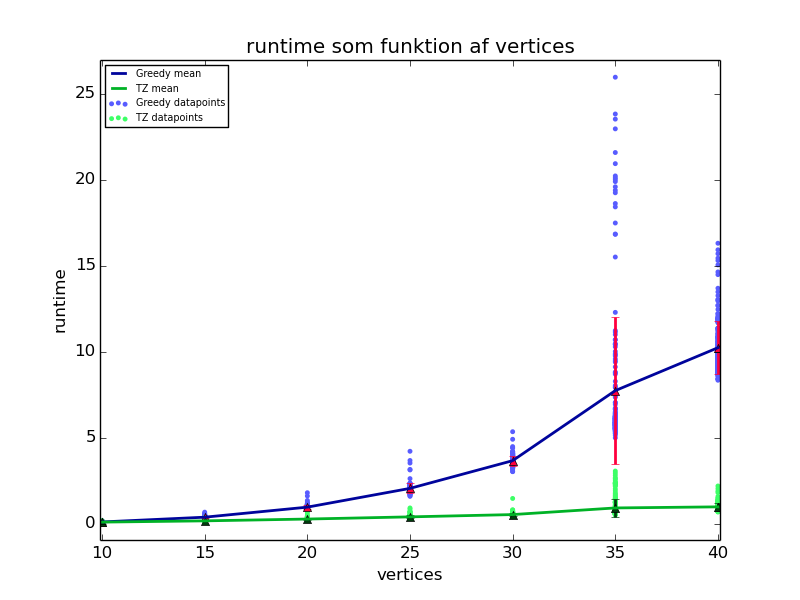 runtime som funktion af vertices
Greedy mean
TZ mean
Greedy datapoints
TZ datapoints
25
20
15
10
5
0
runtime
10 15 20 25 30 35 40
vertices